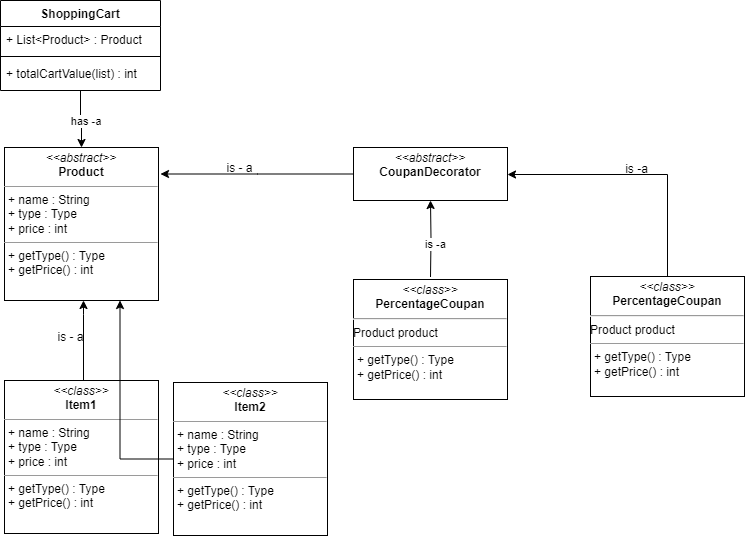 ShoppingCart
+ List<Product> : Product
+ totalCartValue(list) : int
has -a
<<abstract>>
Product
+ name : String
+ type : Type
+ price : int
+ getType() : Type
+ getPrice() : int
is - a
<<abstract>>
CoupanDecorator
is -a
is -a
<<class>>
PercentageCoupan
Product product
+ getType() : Type
+ getPrice() : int
<<class>>
PercentageCoupan
Product product
+ getType() : Type
+ getPrice() : int
is - a
<<class>>
Item1
+ name : String
+ type : Type
+ price : int
+ getType() : Type
+ getPrice() : int
<<class>>
Item2
+ name : String
+ type : Type
+ price : int
+ getType() : Type
+ getPrice() : int